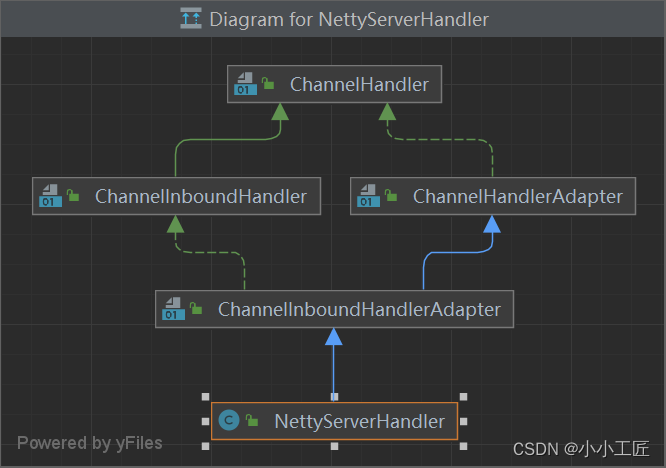 Diagram for NettyServerHandler
01 ChannelHandler
01 ChannelInboundHandler
01 ChannelHandlerAdapter
01 ChannelInboundHandlerAdapter
C NettyServerHandler
Powered by yFiles
CSDN @小小工匠